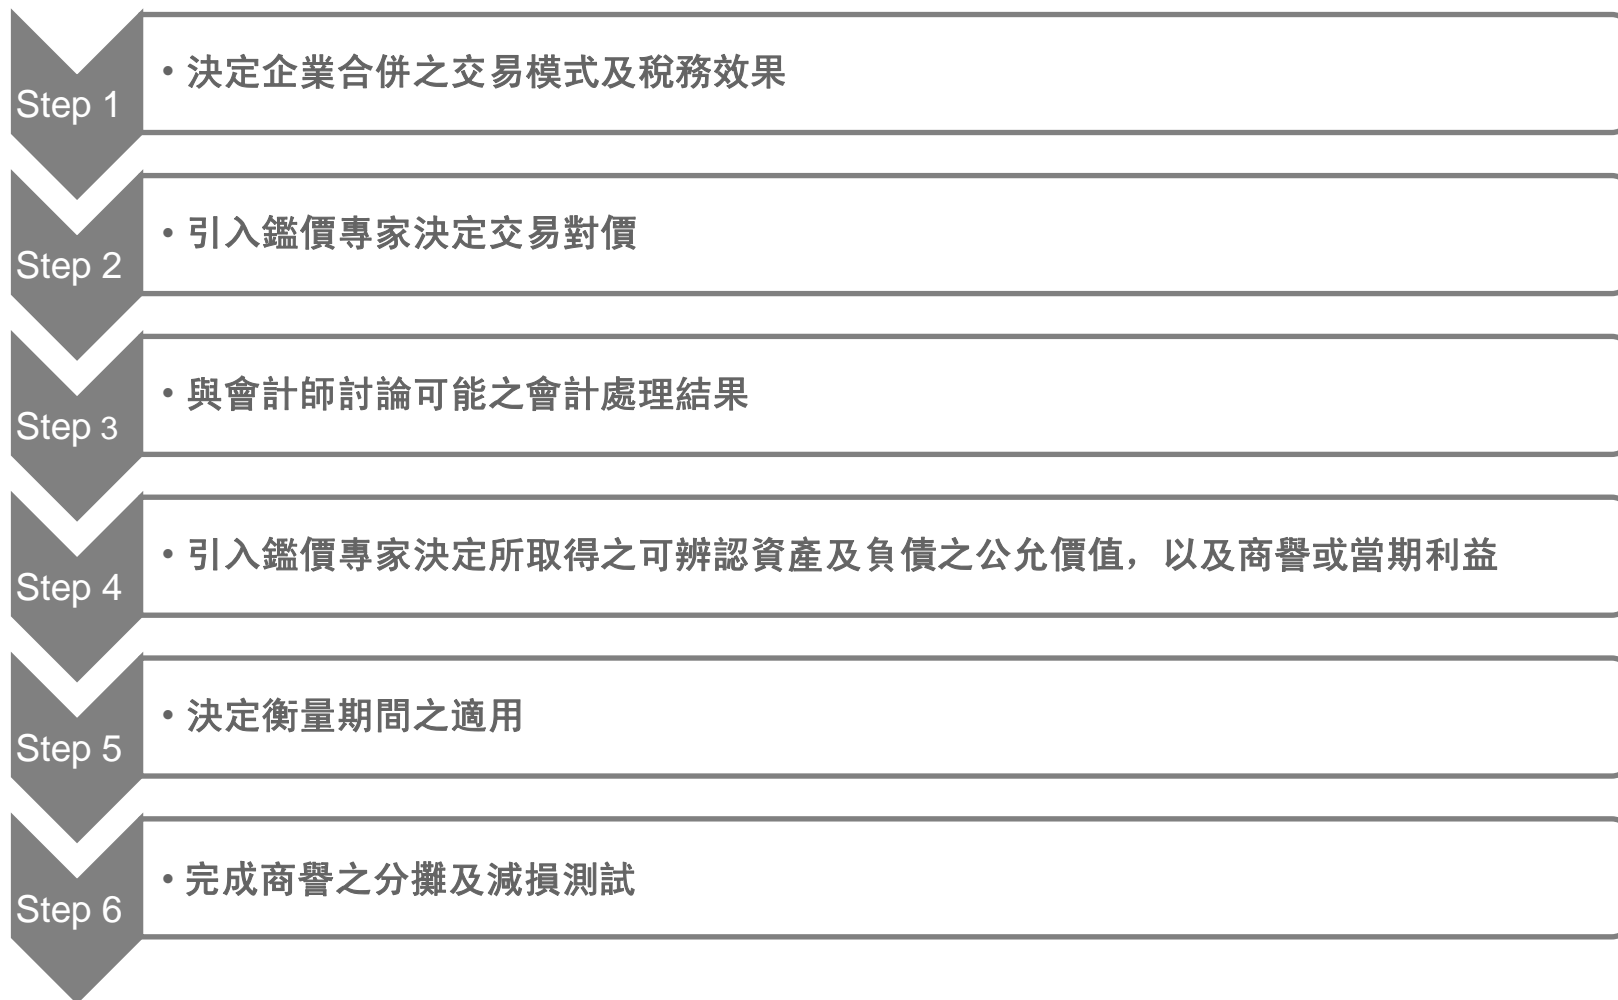 Step 1
• 決定企業合併之交易模式及稅務效果
Step 2
• 引入鑑價專家決定交易對價
Step 3
• 與會計師討論可能之會計處理結果
Step 4
• 引入鑑價專家決定所取得之可辨認資產及負債之公允價值，以及商譽或當期利益
Step 5
• 決定衡量期間之適用
Step 6
• 完成商譽之分攤及減損測試